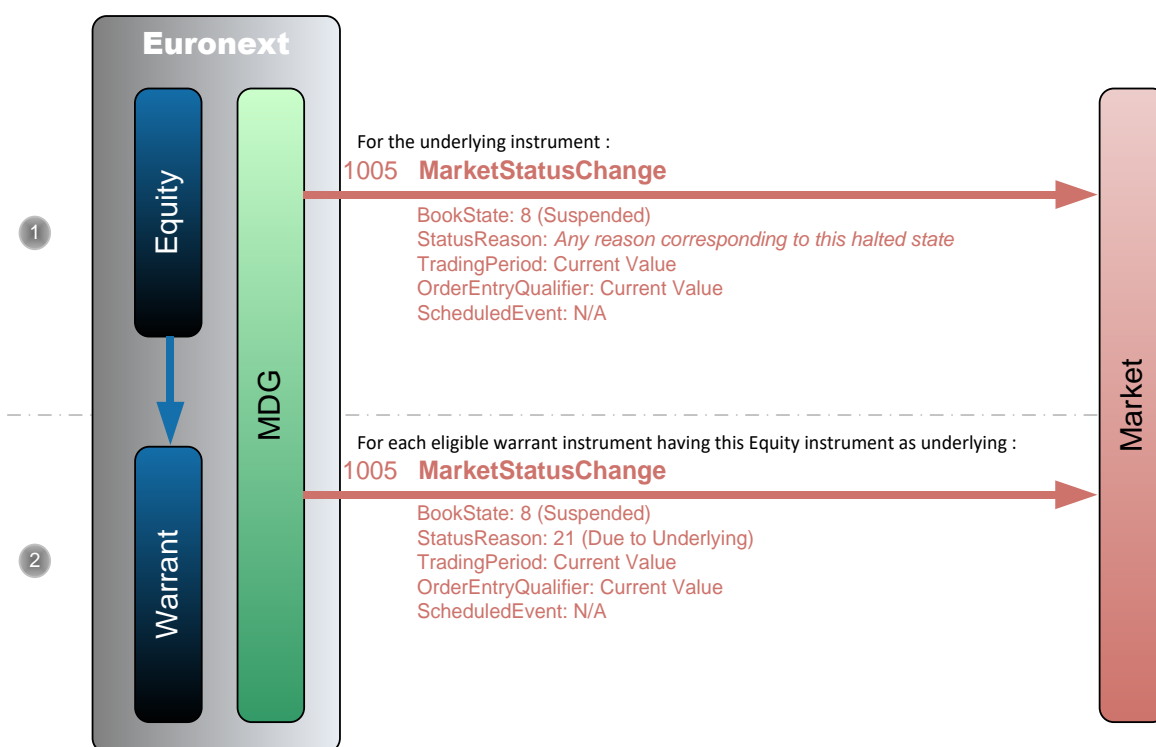 Euronext
For the underlying instrument :
1005 MarketStatusChange
Equity
1
BookState: 8 (Suspended)
StatusReason: Any reason corresponding to this halted state
TradingPeriod: Current Value
OrderEntryQualifier: Current Value
ScheduledEvent: N/A
MDG
Market
For each eligible warrant instrument having this Equity instrument as underlying :
1005 MarketStatusChange
Warrant
2
BookState: 8 (Suspended)
StatusReason: 21 (Due to Underlying)
TradingPeriod: Current Value
OrderEntryQualifier: Current Value
ScheduledEvent: N/A